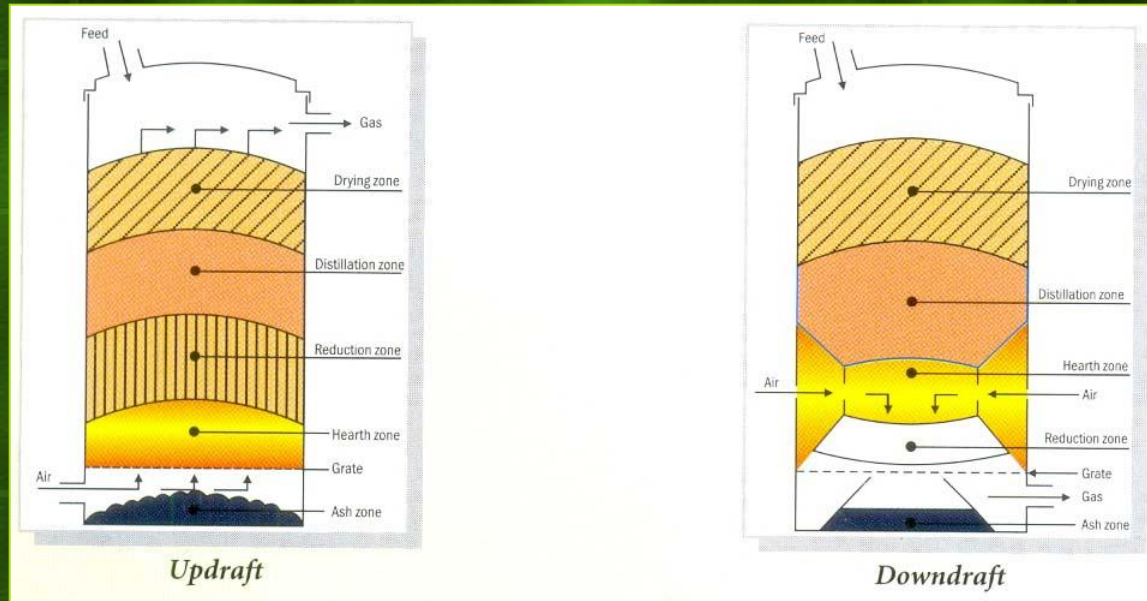 Feed
Gas
Drying zone
Distillation zone
Reduction zone
Hearth zone
Grate
Air
Ash zone
Updraft
Feed
Drying zone
Distillation zone
Hearth zone
Air
Air
Reduction zone
Grate
Gas
Ash zone
Downdraft